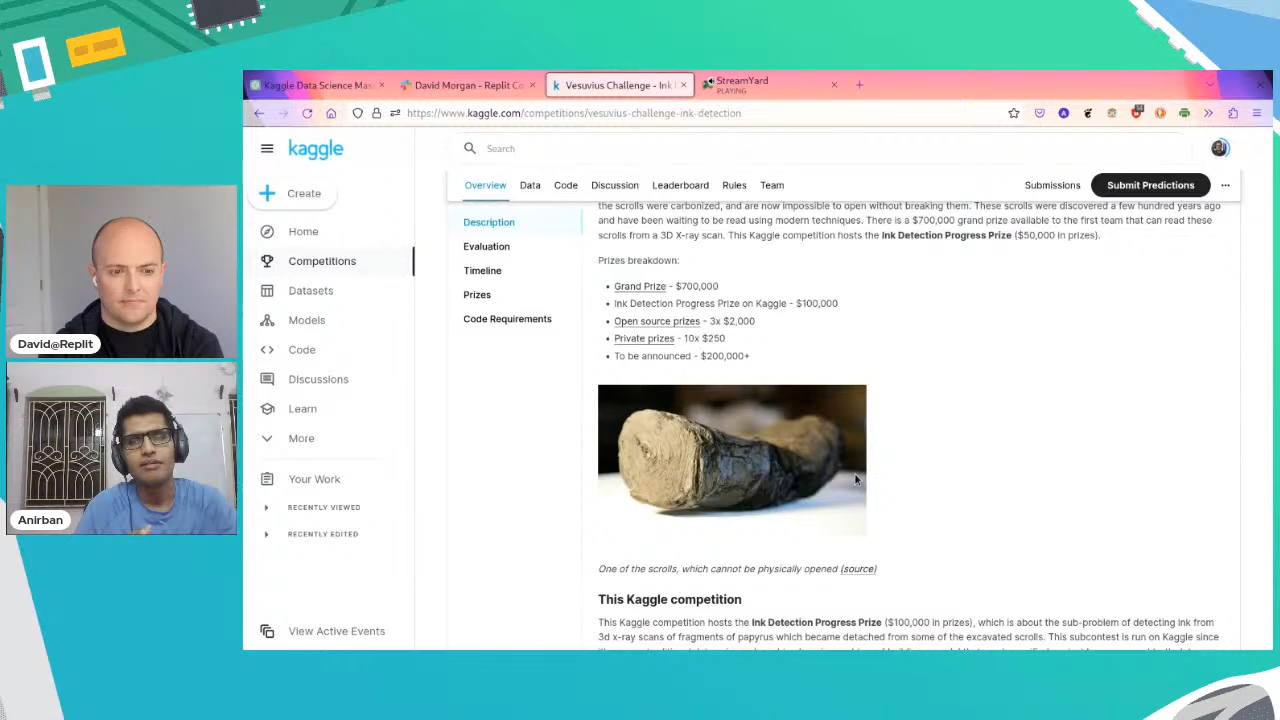 Kaggle Data Science Mas
David Morgan - Replit Co
Vesuvius Challenge - Ink
StreamYard
PLAYING
https://www.kaggle.com/competitions/vesuvius-challenge-ink-detection
kaggle
Search
Create
Home
Competitions
Datasets
Models
Code
Discussions
Learn
More
Your Work
RECENTLY VIEWED
RECENTLY EDITED
View Active Events
Overview Data Code Discussion Leaderboard Rules Team
Submissions
Submit Predictions
Description
Evaluation
Timeline
Prizes
Code Requirements
the scrolls were carbonized, and are now impossible to open without breaking them. These scrolls were discovered a few hundred years ago
and have been waiting to be read using modern techniques. There is a $700,000 grand prize available to the first team that can read these
scrolls from a 3D X-ray scan. This Kaggle competition hosts the Ink Detection Progress Prize ($50,000 in prizes).
Prizes breakdown:
• Grand Prize - $700,000
• Ink Detection Progress Prize on Kaggle - $100,000
• Open source prizes - 3x $2,000
• Private prizes - 10x $250
• To be announced - $200,000+
One of the scrolls, which cannot be physically opened (source)
This Kaggle competition
This Kaggle competition hosts the Ink Detection Progress Prize ($100,000 in prizes), which is about the sub-problem of detecting ink from
3d x-ray scans of fragments of papyrus which became detached from some of the excavated scrolls. This subcontest is run on Kaggle since
David@Replit
Anirban